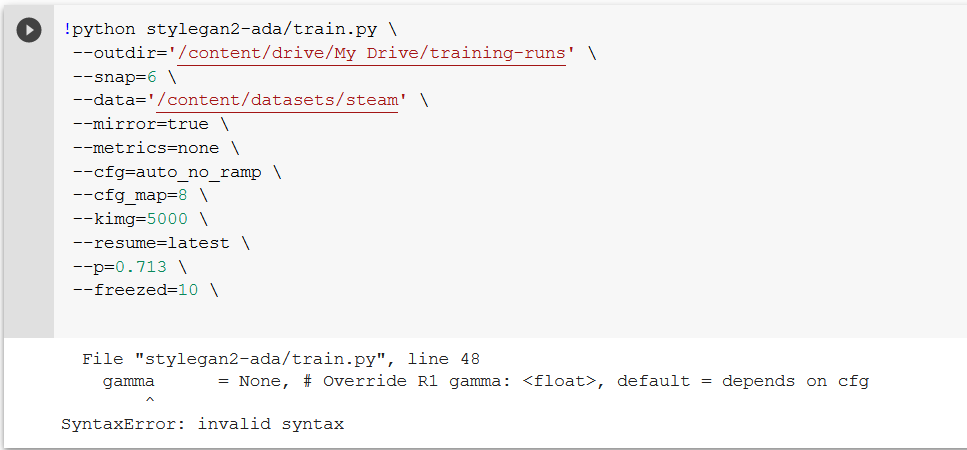 !python stylegan2-ada/train.py \
--outdir='/content/drive/My Drive/training-runs' \
--snap=6 \
--data='/content/datasets/steam' \
--mirror=true \
--metrics=none \
--cfg=auto_no_ramp \
--cfg_map=8 \
--kimg=5000 \
--resume=latest \
--p=0.713 \
--freezed=10 \
File "stylegan2-ada/train.py", line 48
gamma = None, # Override R1 gamma: <float>, default = depends on cfg
^
SyntaxError: invalid syntax